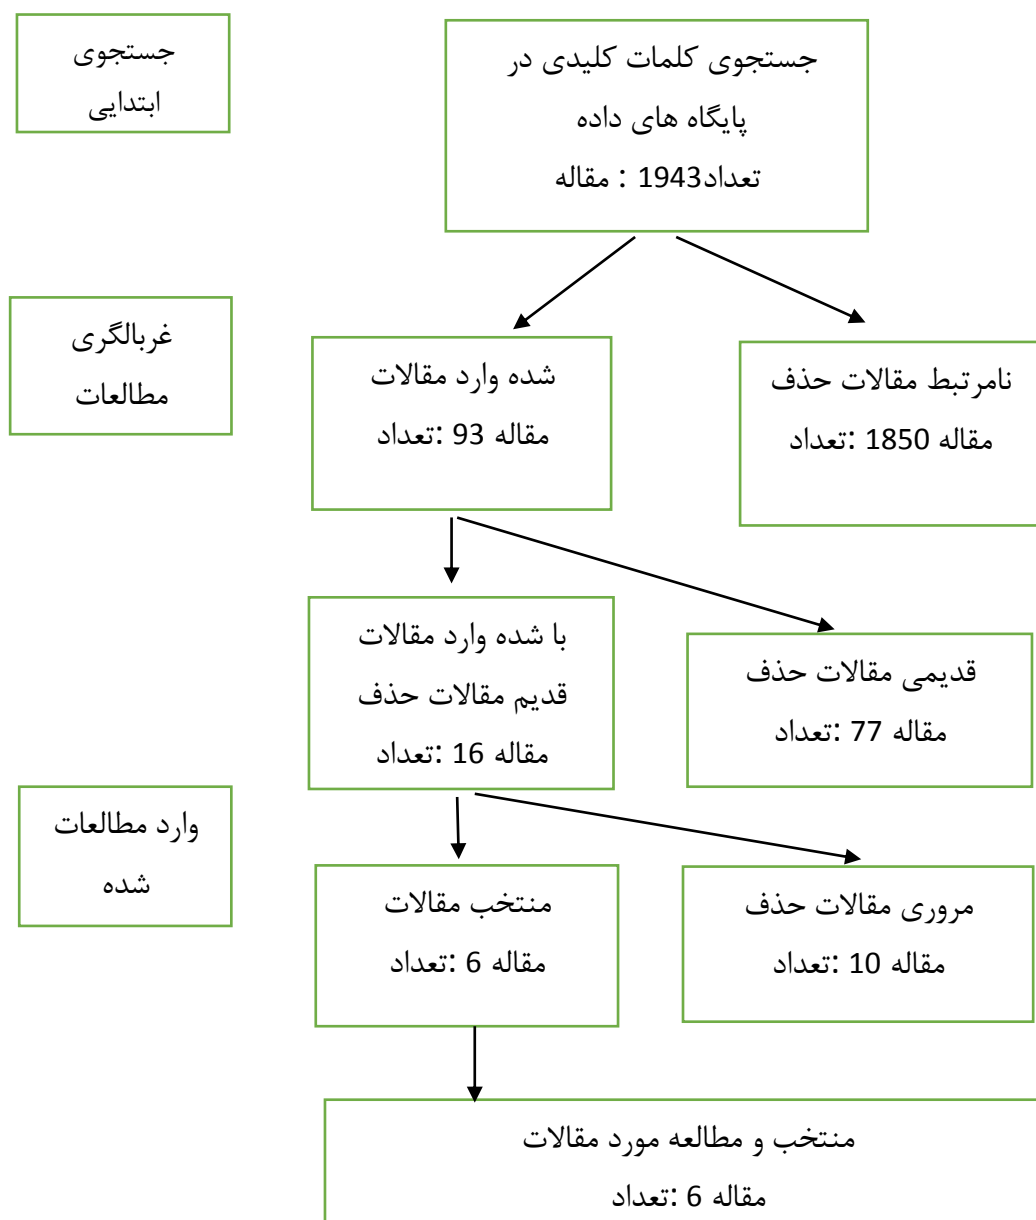 جستجوی
ابتدایی
جستجوی کلمات کلیدی در
پایگاه های داده
تعداد1943 : مقاله
غربالگری
مطالعات
نامرتبط مقالات حذف
مقاله 1850 :تعداد
شده وارد مقالات
مقاله 93 :تعداد
قدیمی مقالات حذف
مقاله 77 :تعداد
با شده وارد مقالات
قدیم مقالات حذف
مقاله 16 :تعداد
وارد مطالعات
شده
مروری مقالات حذف
مقاله 10 :تعداد
منتخب مقالات
مقاله 6 :تعداد
منتخب و مطالعه مورد مقالات
مقاله 6 :تعداد